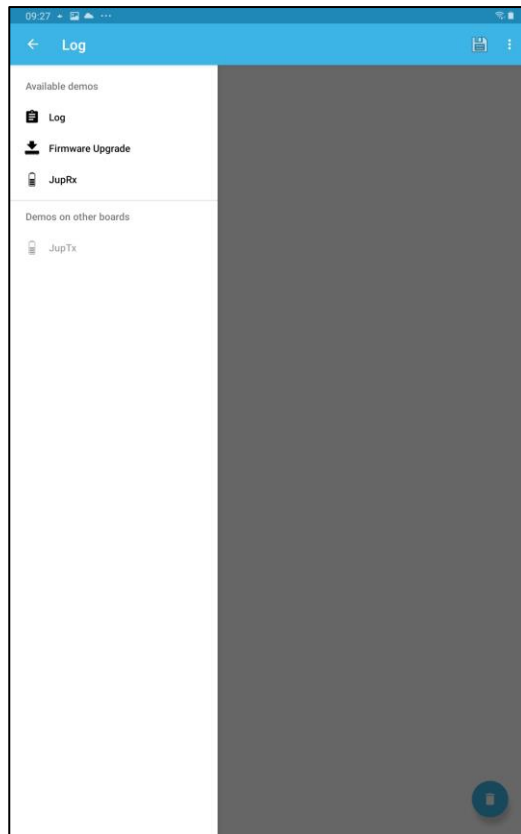 09:27
Log
Available demos
Log
Firmware Upgrade
JupRx
Demos on other boards
JupTx